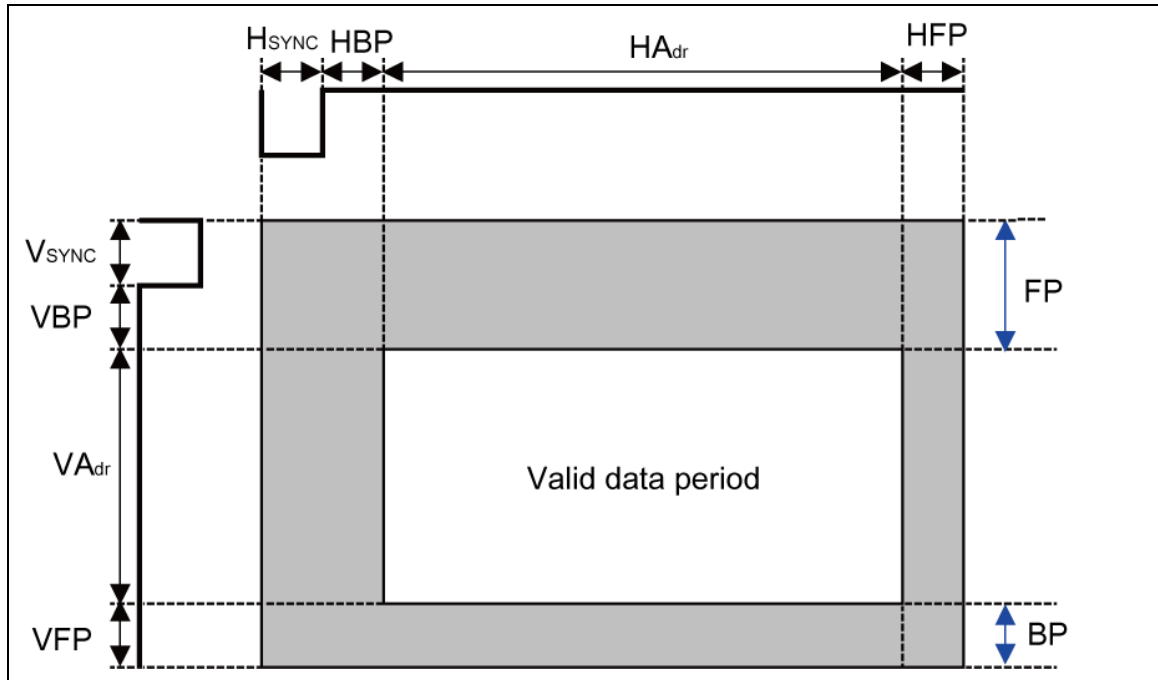 HSYNC HBP HAdr HFP
VSYNC
FP
VBP
VAdr
Valid data period
VFP
BP